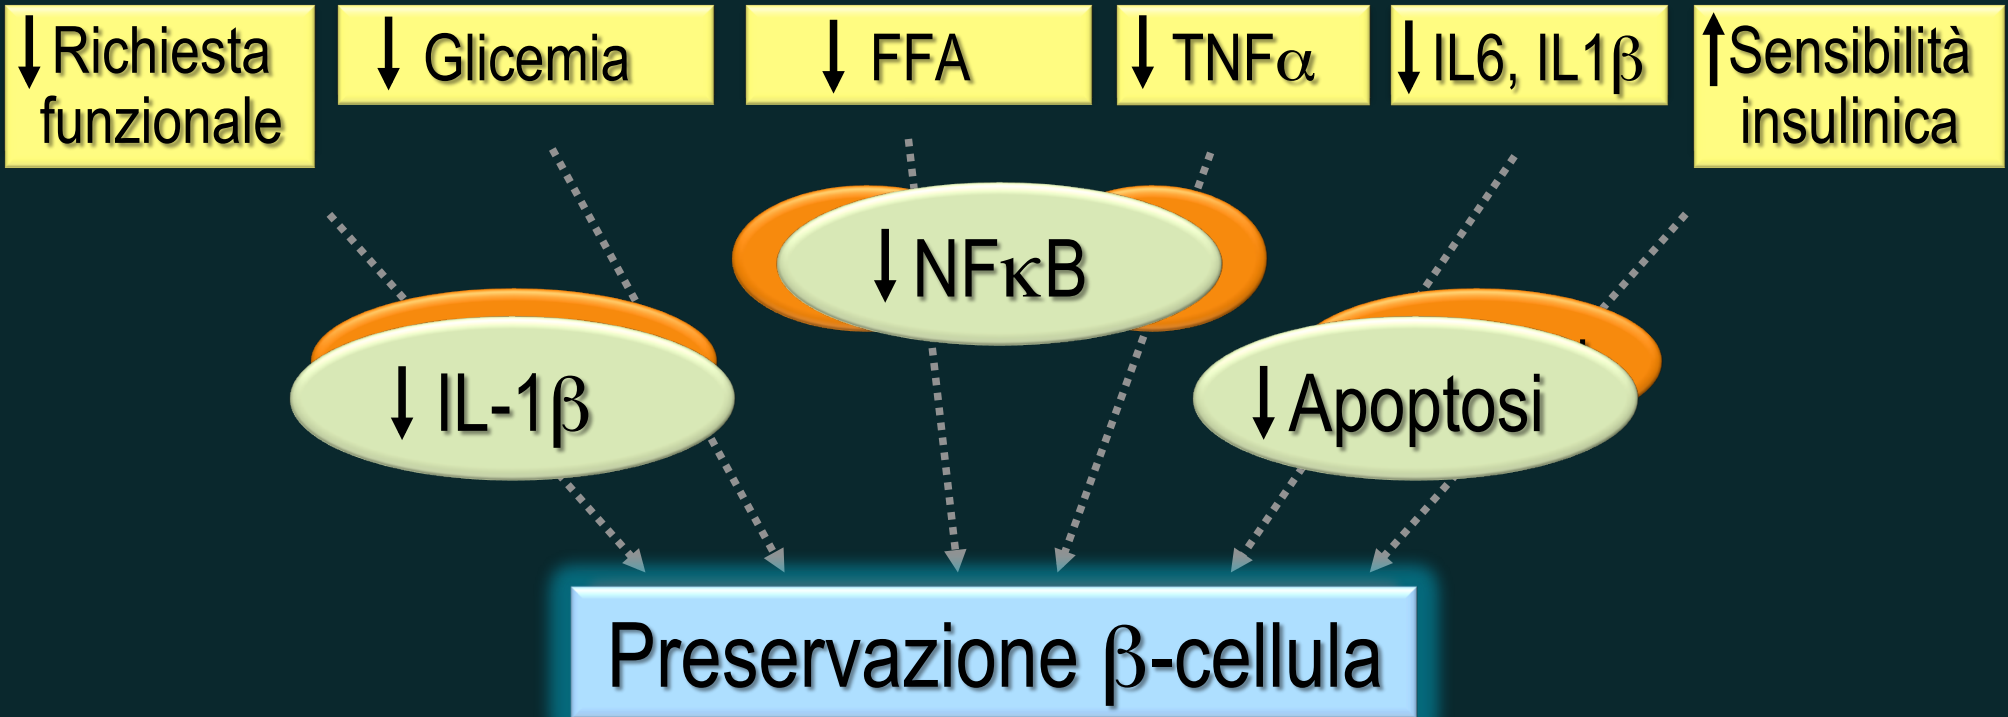 ↓ Richiesta
funzionale
↓ Glicemia
↓ FFA
↓ TNFα
↓ IL6, IL1β
↑ Sensibilità
insulinica
↓ NFκB
↓ IL-1β
↓ Apoptosi
Preservazione β-cellula